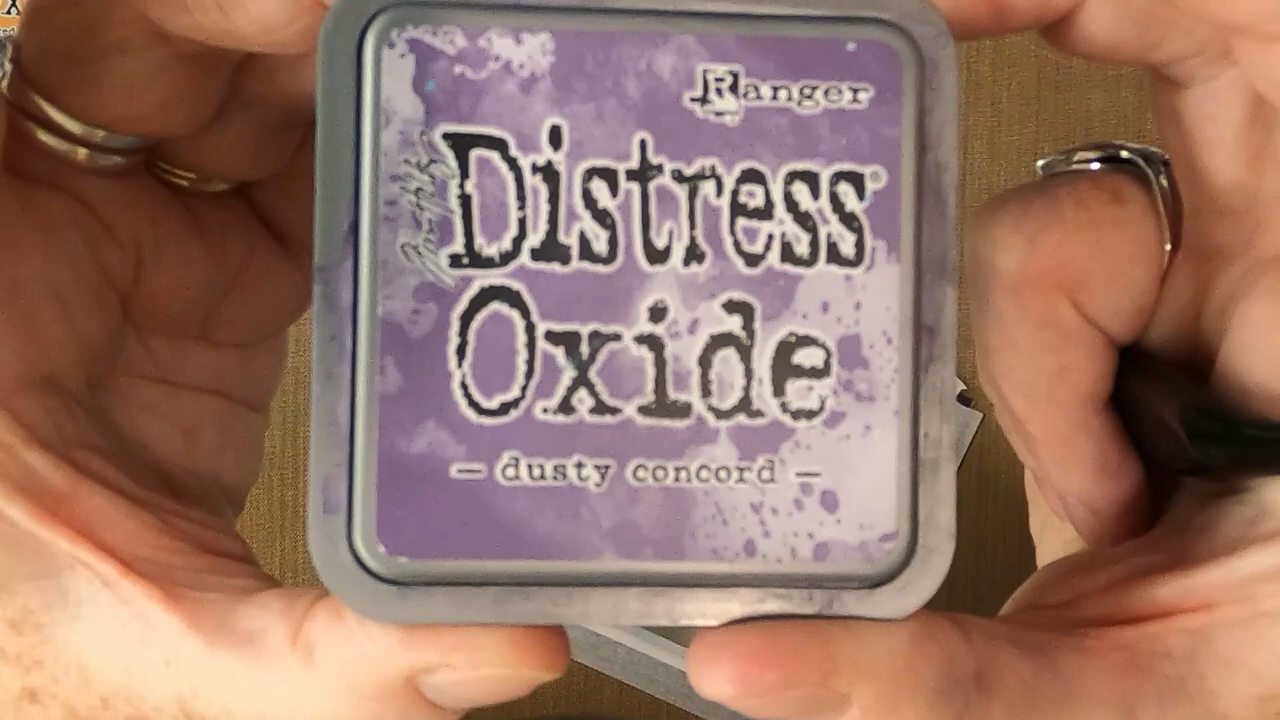 Ranger
Distress®
Oxide
— dusty concord —